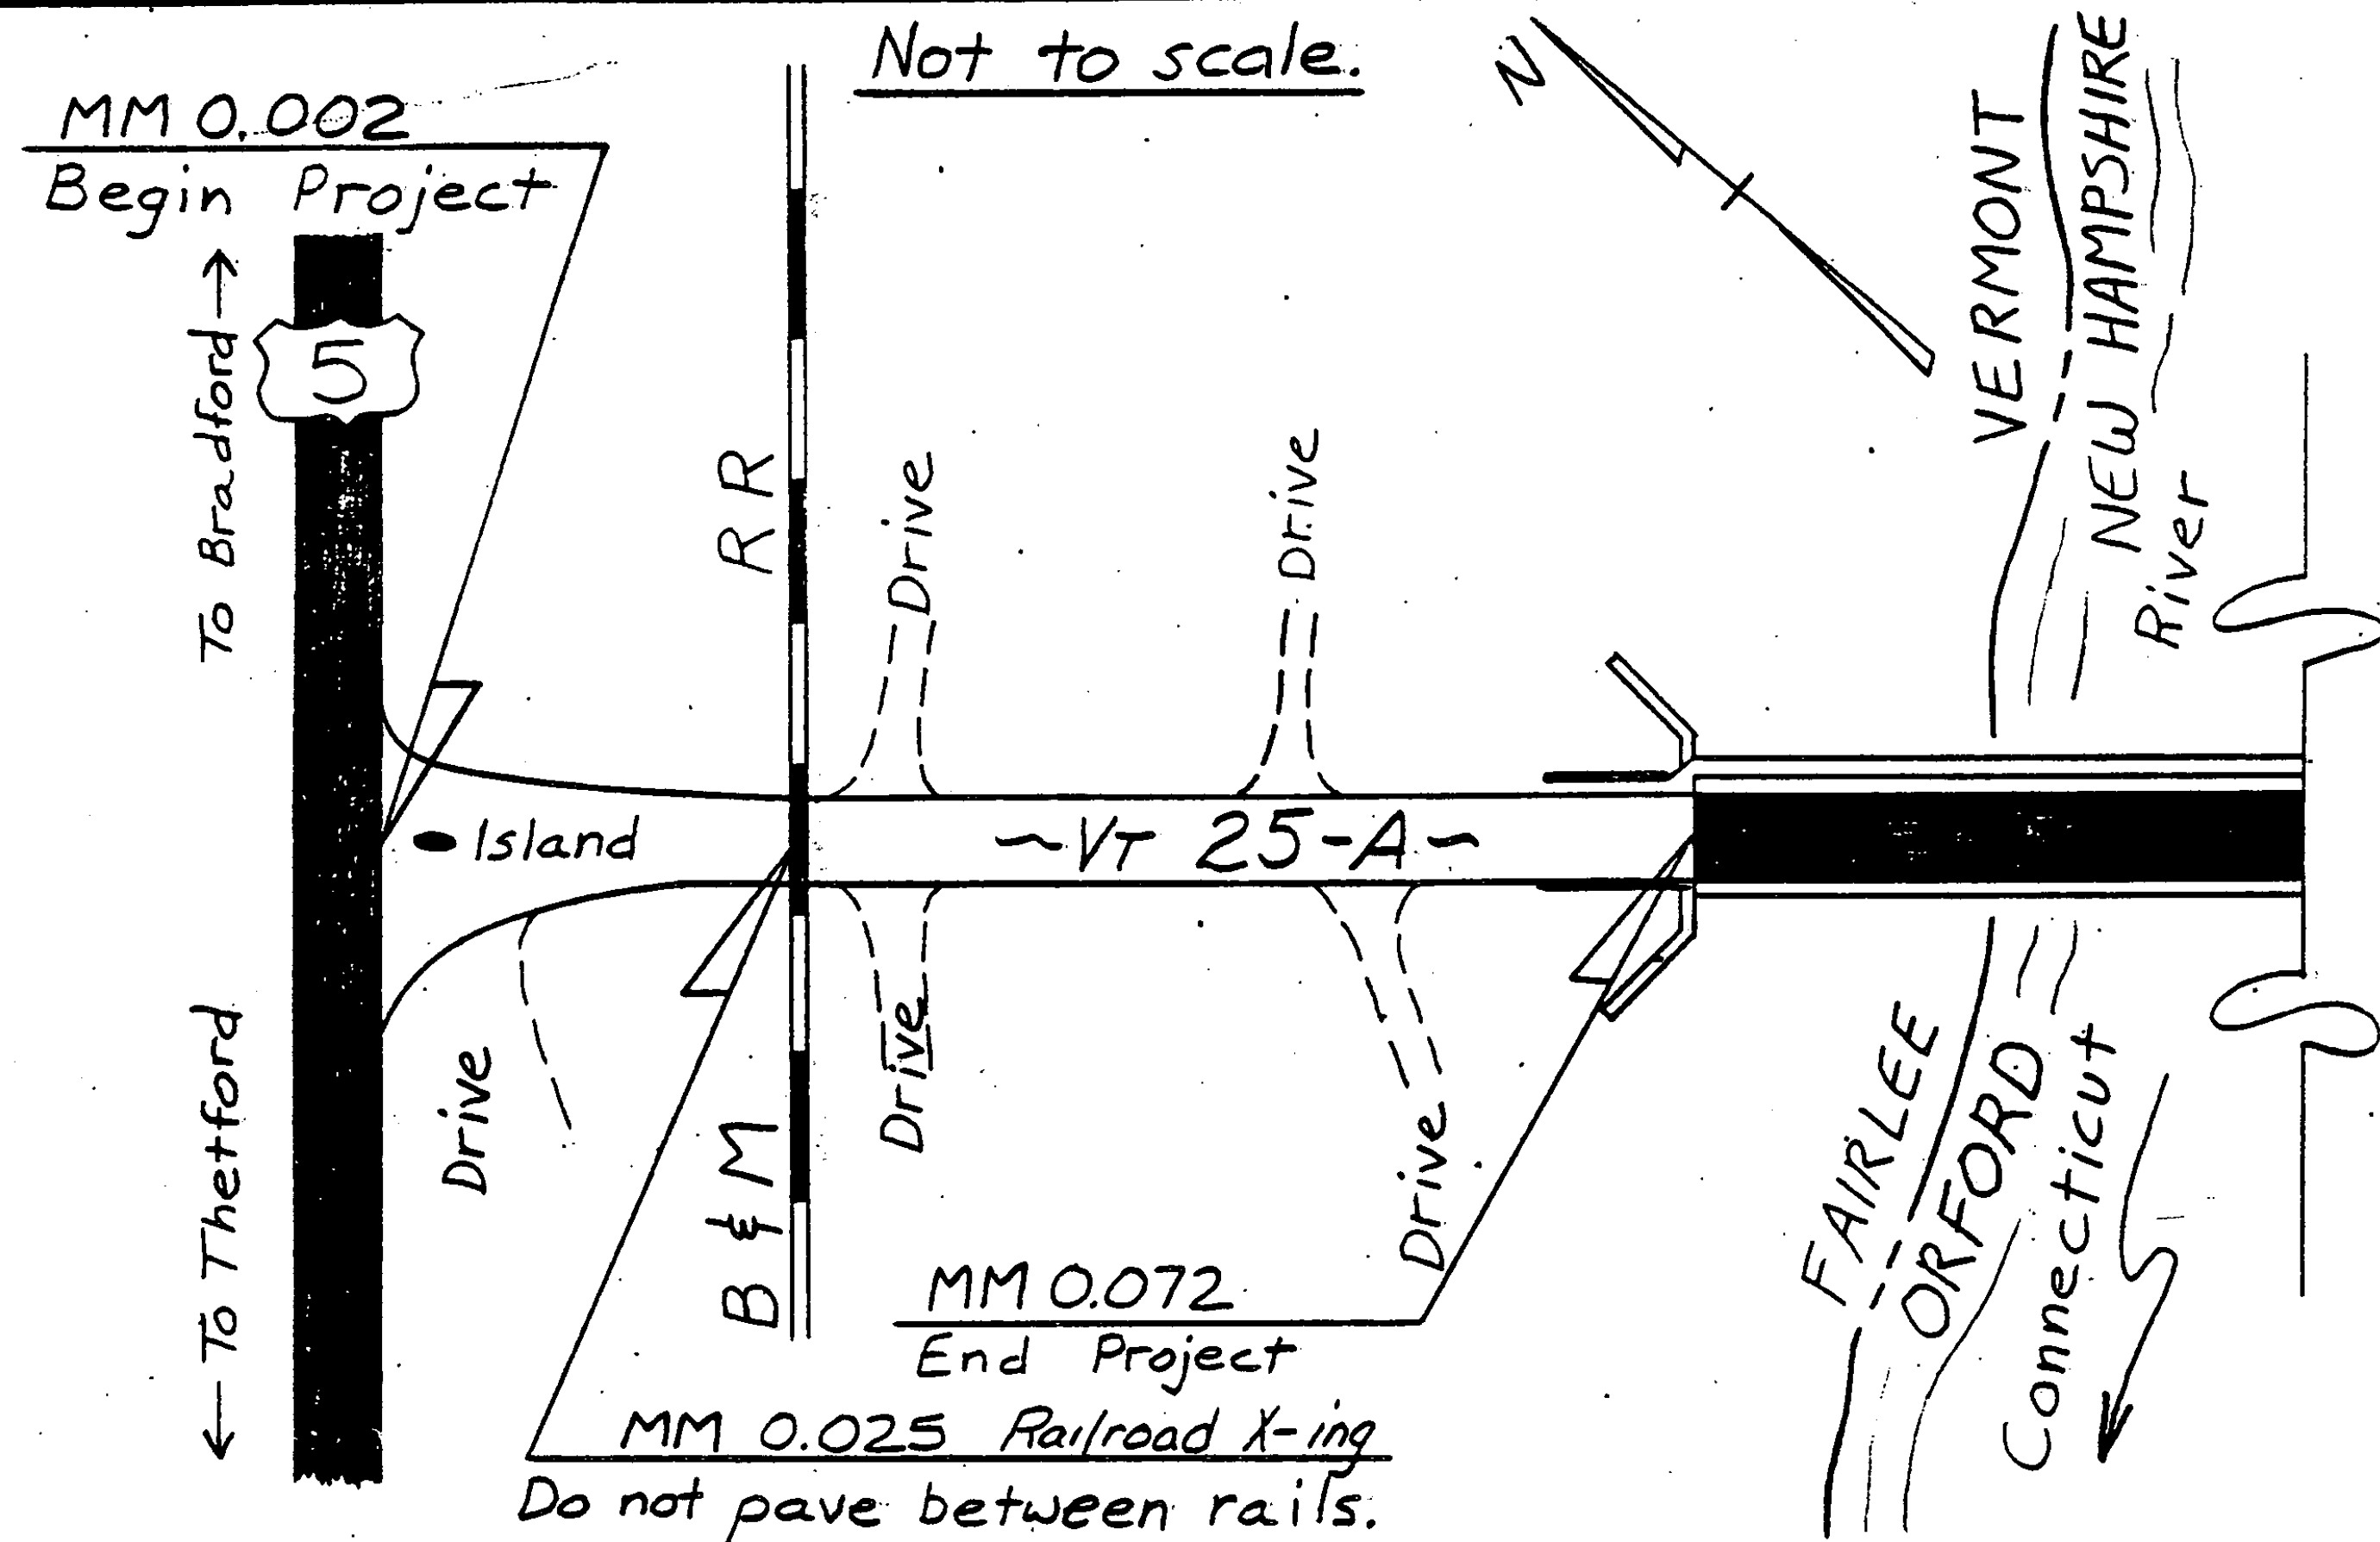 Not to scale.
N
MM 0.002
Begin Project
To Bradford
5
To Thetford
Island
R R
B & M
Drive
Drive
Drive
Drive
Drive
~VT 25-A~
VERMONT
NEW HAMPSHIRE
River
FAIRLEE
ORFORD
Connecticut
MM 0.072
End Project
MM 0.025 Railroad X-ing
Do not pave between rails.